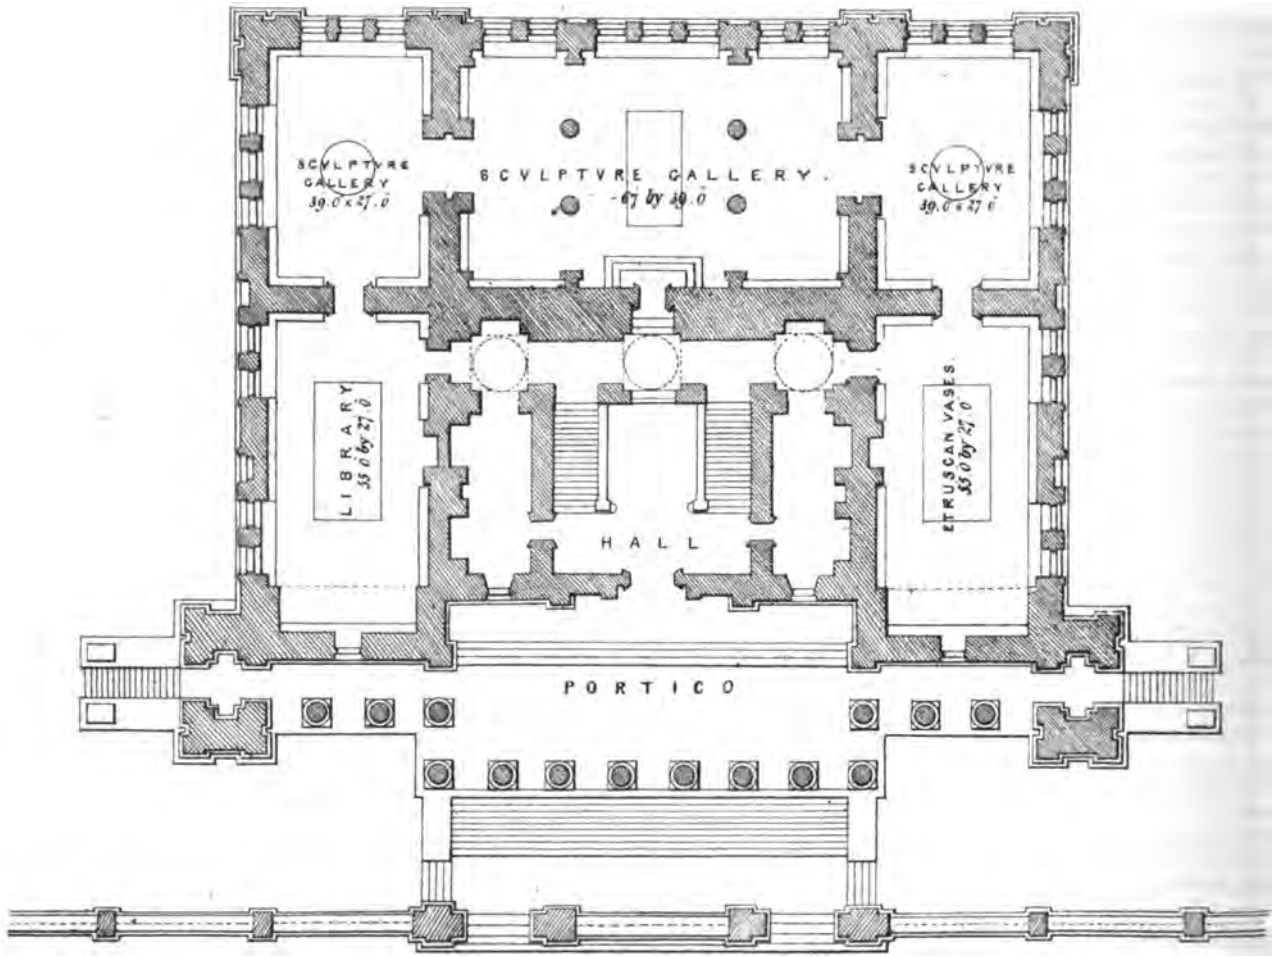 SCVLPTVRE
GALLERY
39.0 x 27.0
SCVLPTVRE GALLERY.
67 by 39.0
SCVLPTVRE
GALLERY
39.0 x 27.0
LIBRARY
55.0 by 27.0
ETRUSCAN VASES
55.0 by 27.0
HALL
PORTICO